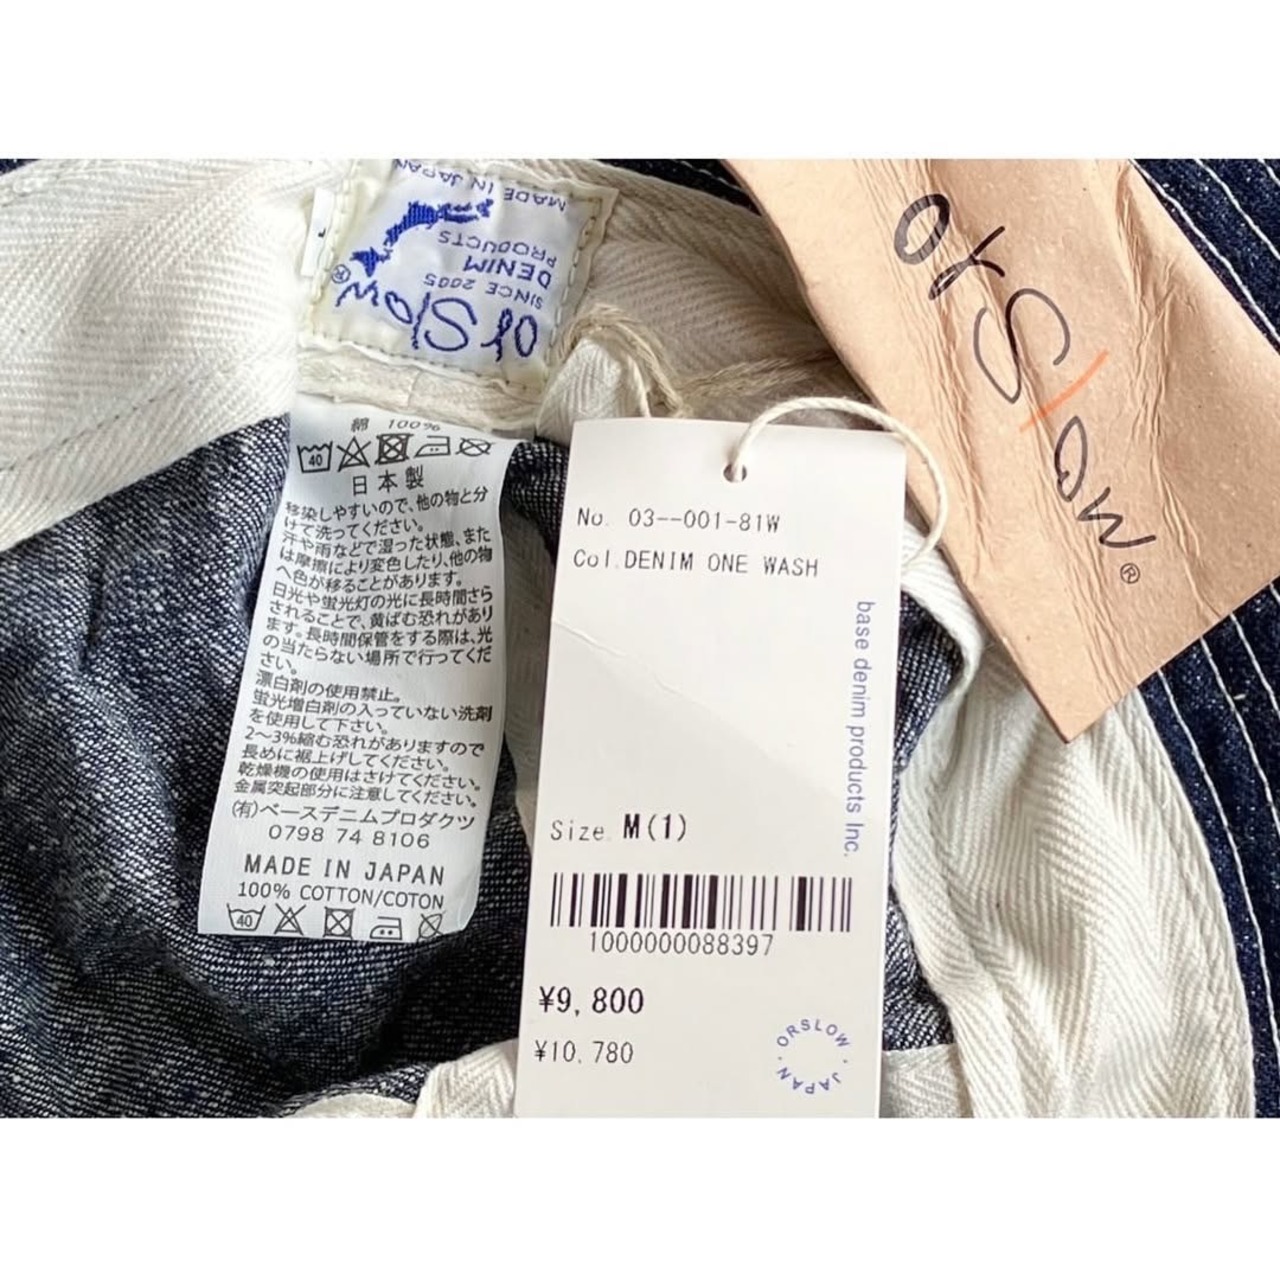 MADE IN JAPAN
PRODUCTS
DENIM
SINCE 2005
orSlow®
綿 100%
40
日本製
移染しやすいので、他の物と分
けて洗ってください。
汗や雨などで湿った状態、また
は摩擦により変色したり、他の物
へ色が移ることがあります。
日光や蛍光灯の光に長時間さら
されることで、黄ばむ恐れがあり
ます。長時間保管をする際は、光
の当たらない場所で行ってくだ
さい。
漂白剤の使用禁止。
蛍光増白剤の入っていない洗剤
を使用して下さい。
2〜3%縮む恐れがありますので
長めに裾上げしてください。
乾燥機の使用はさけてください。
金属突起部分に注意してください。
(有)ベースデニムプロダクツ
0798 74 8106
MADE IN JAPAN
100% COTTON/COTON
40
No. 03--001-81W
Col.DENIM ONE WASH
base denim products Inc.
Size. M(1)
1000000088397
¥9,800
¥10,780
ORSLOW · JAPAN ·
orSlow®